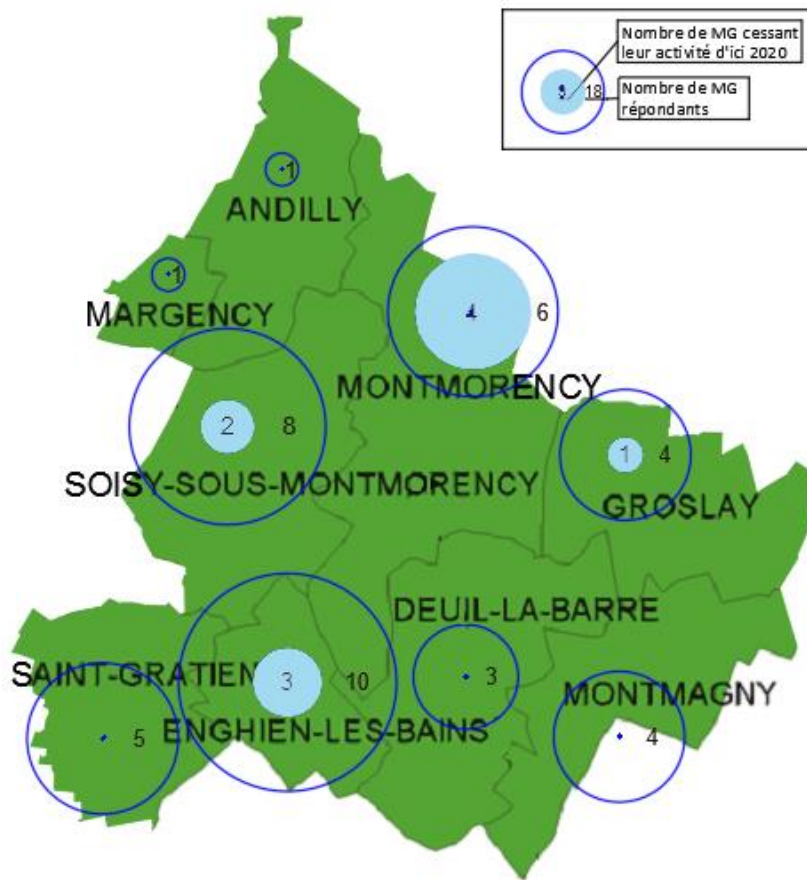 Nombre de MG cessant
leur activité d'ici 2020
18
Nombre de MG
répondants
1
ANDILLY
1
MARGENCY
4
6
MONTMORENCY
2
8
SOISY-SOUS-MONTMORENCY
1
4
GROSLAY
DEUIL-LA-BARRE
SAINT-GRATIEN
3
10
3
MONTMAGNY
ENGHIEN-LES-BAINS
5
4